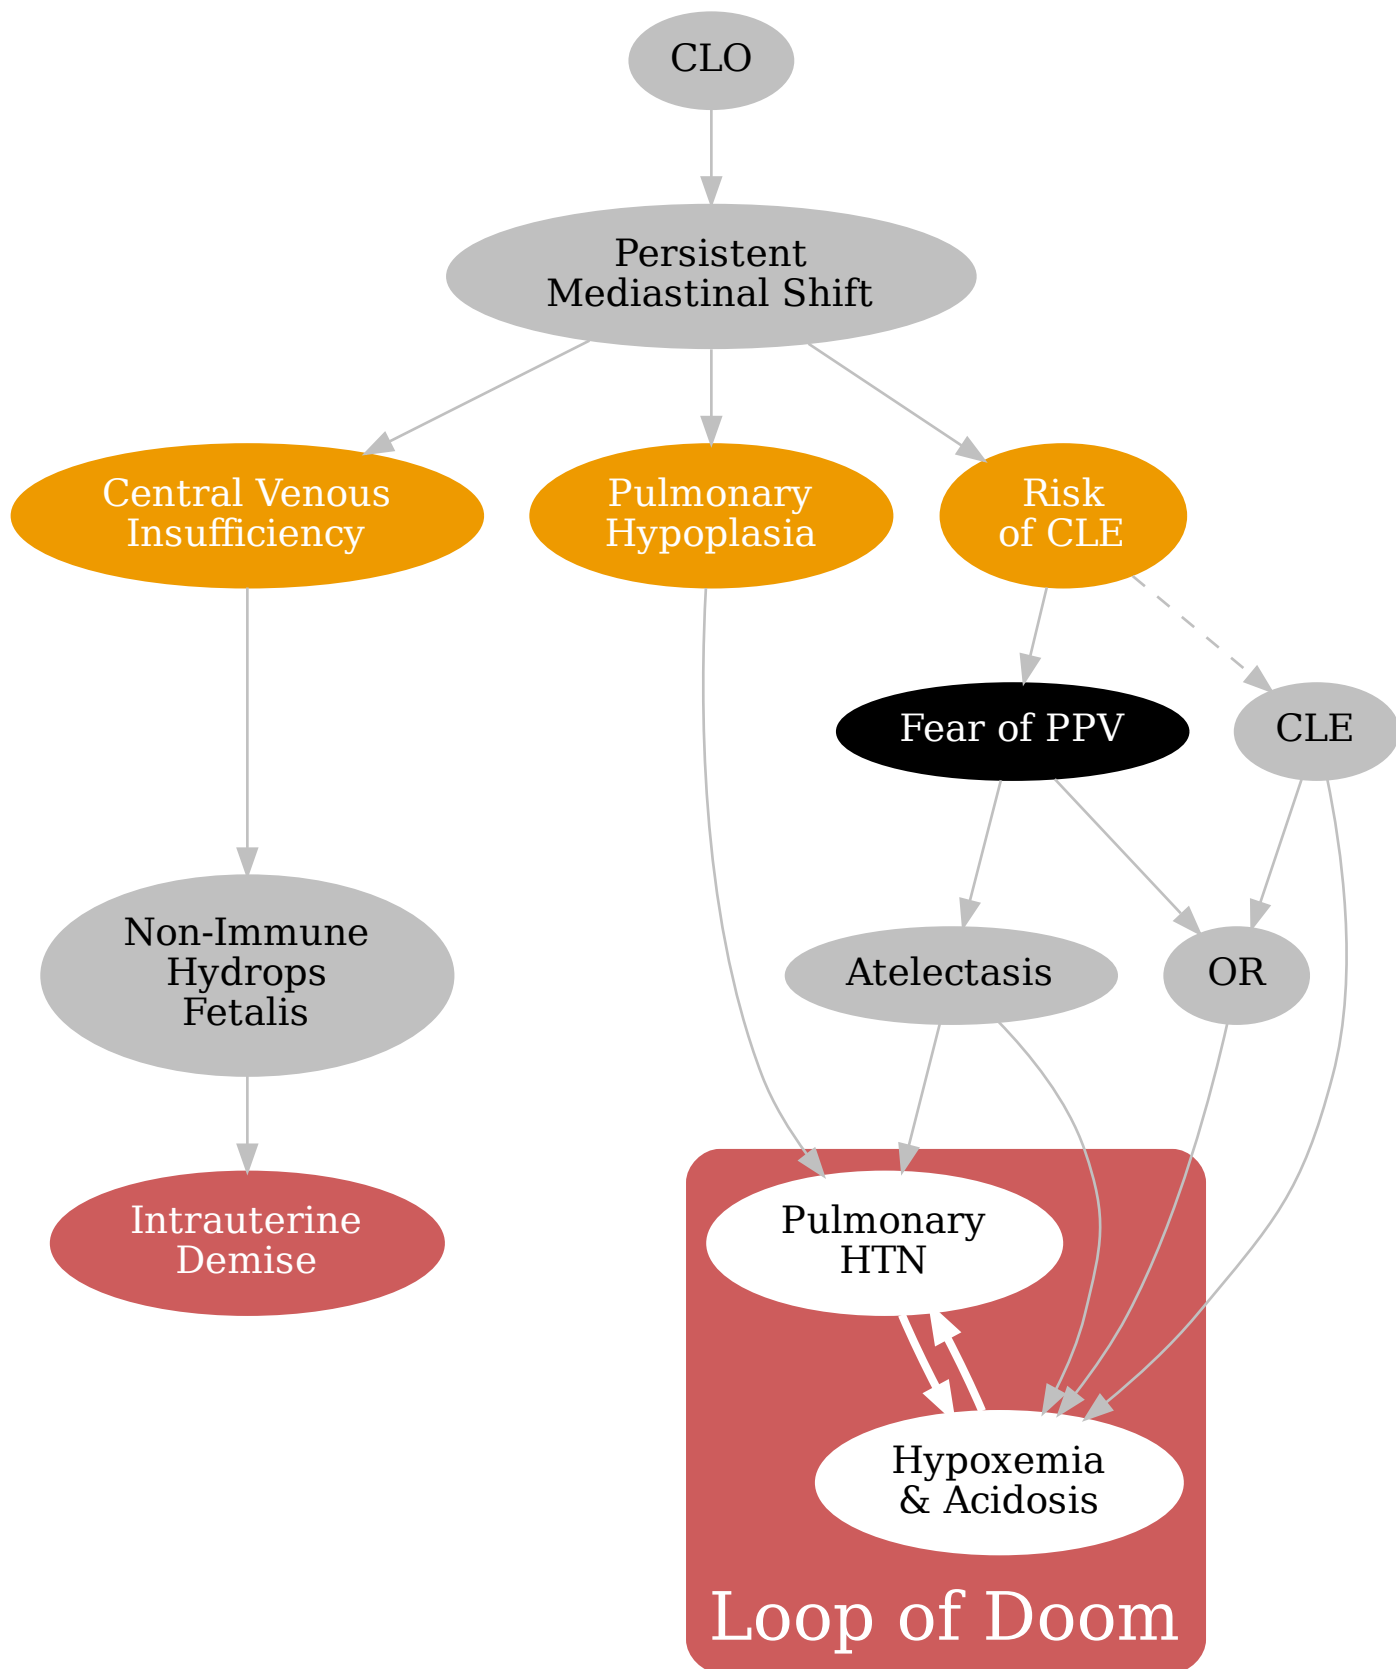 CLO
Persistent
Mediastinal Shift
Central Venous
Insufficiency
Pulmonary
Hypoplasia
Risk
of CLE
Fear of PPV
CLE
Non-Immune
Hydrops
Fetalis
Atelectasis
OR
Intrauterine
Demise
Pulmonary
HTN
Hypoxemia
& Acidosis
Loop of Doom